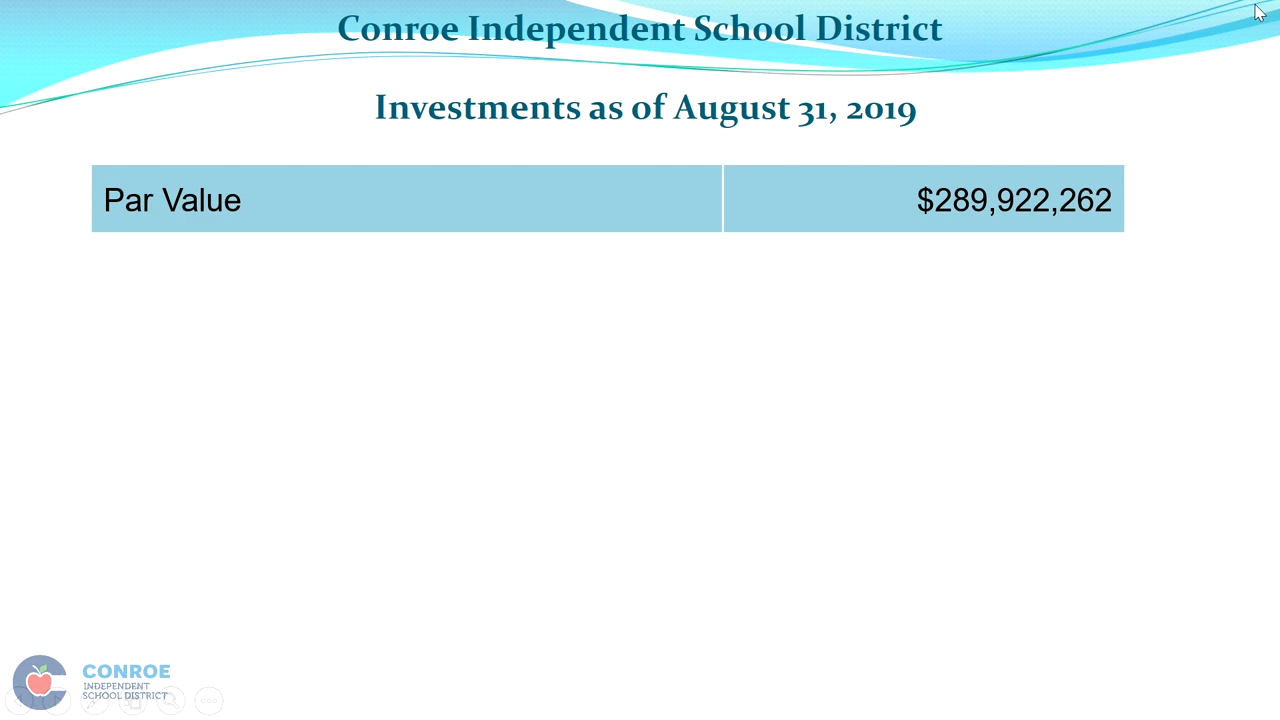 Conroe Independent School District
Investments as of August 31, 2019
Par Value $289,922,262
CONROE
INDEPENDENT
SCHOOL DISTRICT